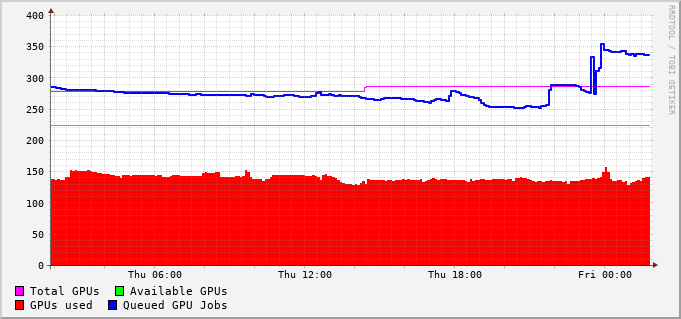 400
350
300
250
200
150
100
50
0
Thu 06:00 Thu 12:00 Thu 18:00 Fri 00:00
Total GPUs Available GPUs
GPUs used Queued GPU Jobs
RRDTOOL / TOBI OETIKER